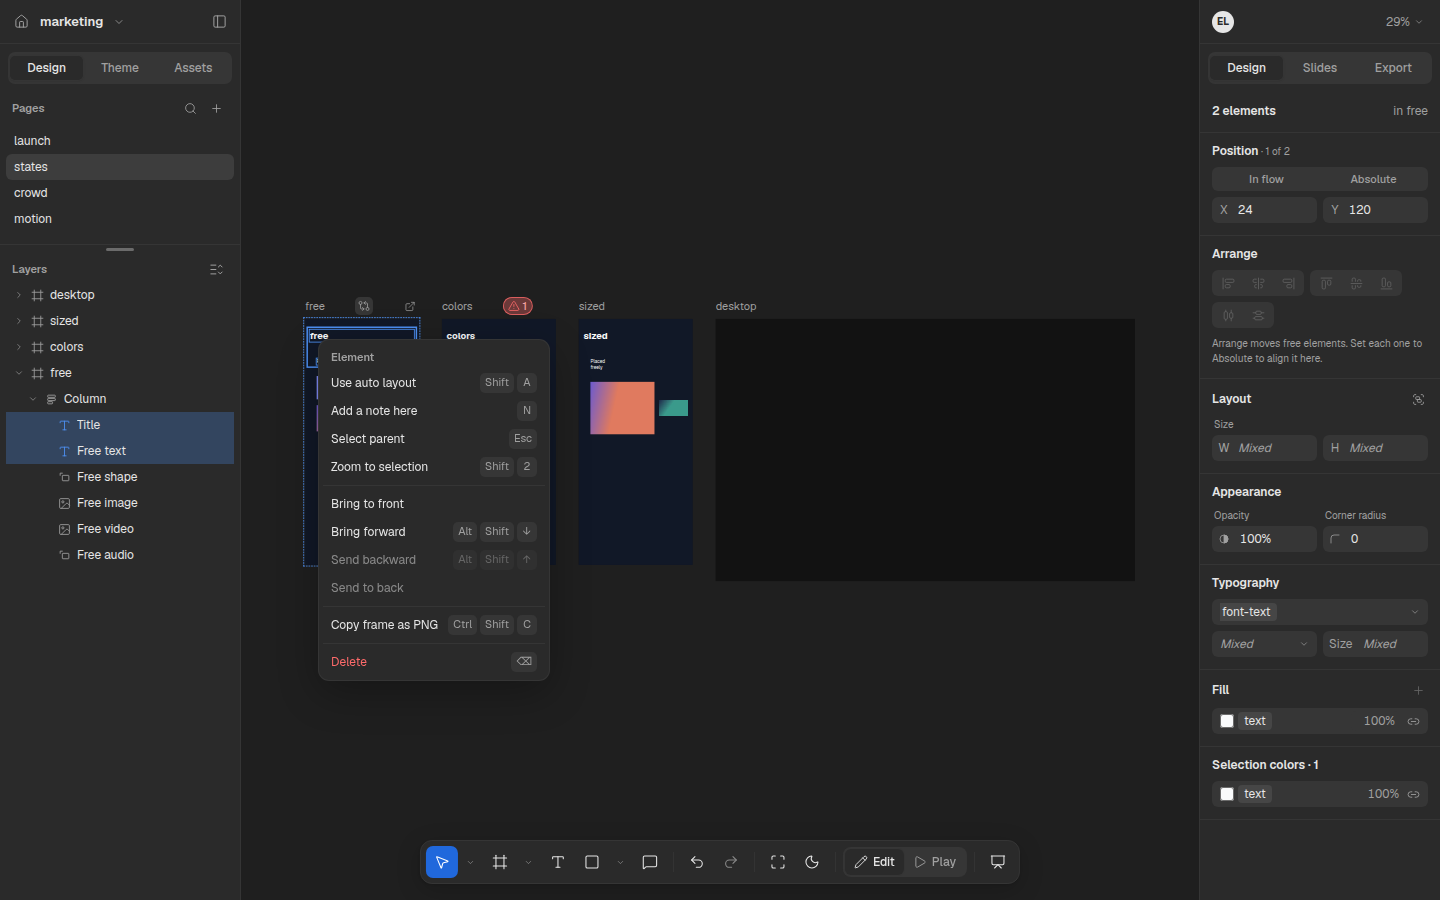 marketing
Design
Theme
Assets
Pages
launch
states
crowd
motion
Layers
desktop
sized
colors
free
Column
Title
Free text
Free shape
Free image
Free video
Free audio
free
colors
1
sized
desktop
free
colors
sized
Placed
freely
Element
Use auto layout Shift A
Add a note here N
Select parent Esc
Zoom to selection Shift 2
Bring to front
Bring forward Alt Shift ↓
Send backward Alt Shift ↑
Send to back
Copy frame as PNG Ctrl Shift C
Delete ⌫
Edit
Play
EL
29%
Design
Slides
Export
2 elements
in free
Position · 1 of 2
In flow
Absolute
X 24
Y 120
Arrange
Arrange moves free elements. Set each one to
Absolute to align it here.
Layout
Size
W Mixed
H Mixed
Appearance
Opacity
Corner radius
100%
0
Typography
font-text
Mixed
Size Mixed
Fill
text 100%
Selection colors · 1
text 100%